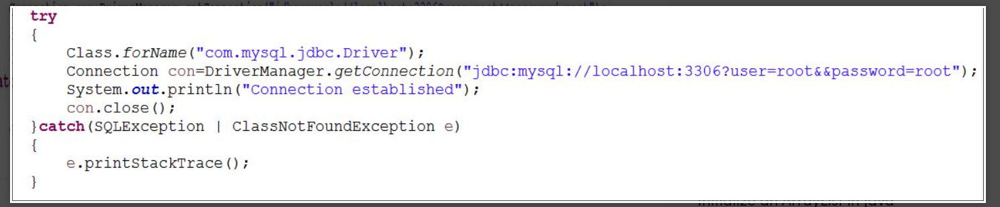 try
{
Class.forName("com.mysql.jdbc.Driver");
Connection con=DriverManager.getConnection("jdbc:mysql://localhost:3306?user=root&&password=root");
System.out.println("Connection established");
con.close();
}catch(SQLException | ClassNotFoundException e)
{
e.printStackTrace();
}